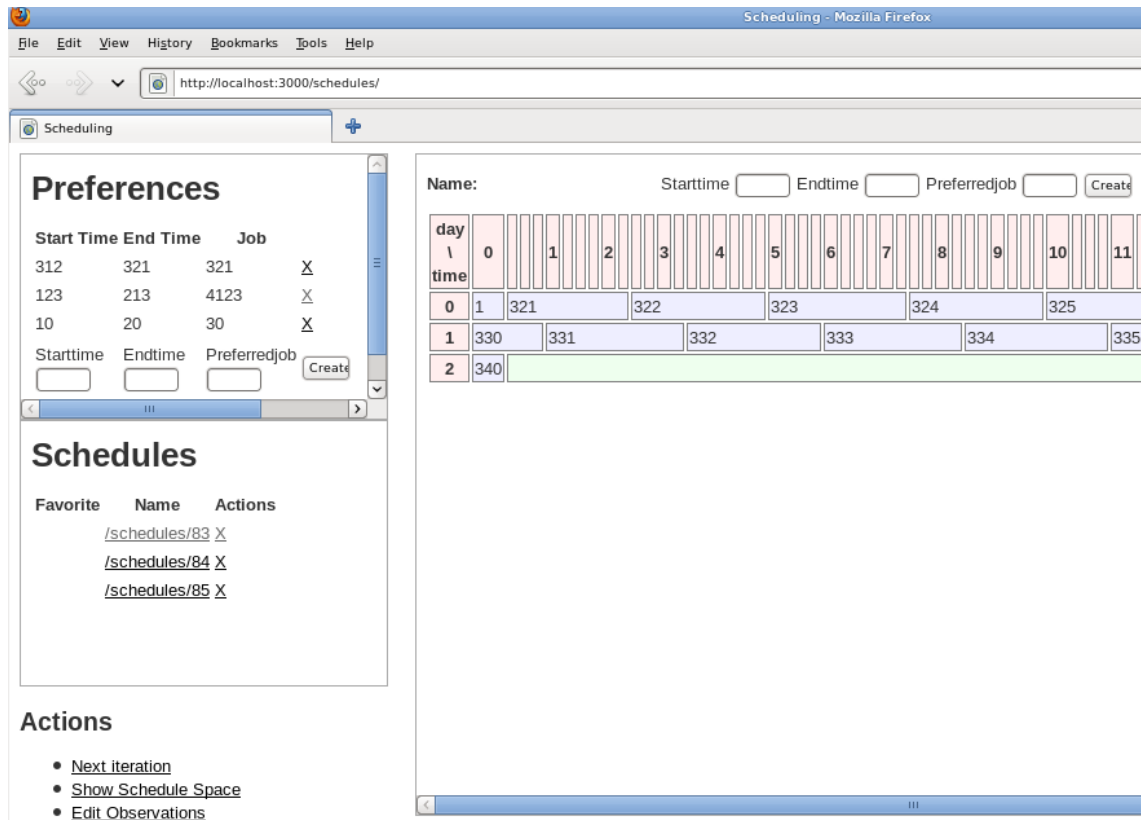 Scheduling - Mozilla Firefox
File Edit View History Bookmarks Tools Help
http://localhost:3000/schedules/
Scheduling
Preferences
Start Time End Time Job
312 321 321 X
123 213 4123 X
10 20 30 X
Starttime Endtime Preferredjob
Create
Schedules
Favorite Name Actions
/schedules/83 X
/schedules/84 X
/schedules/85 X
Actions
Next iteration
Show Schedule Space
Edit Observations
Name: Starttime Endtime Preferredjob Create
day \ time 0 1 2 3 4 5 6 7 8 9 10 11
0 1 321 322 323 324 325
1 330 331 332 333 334 335
2 340